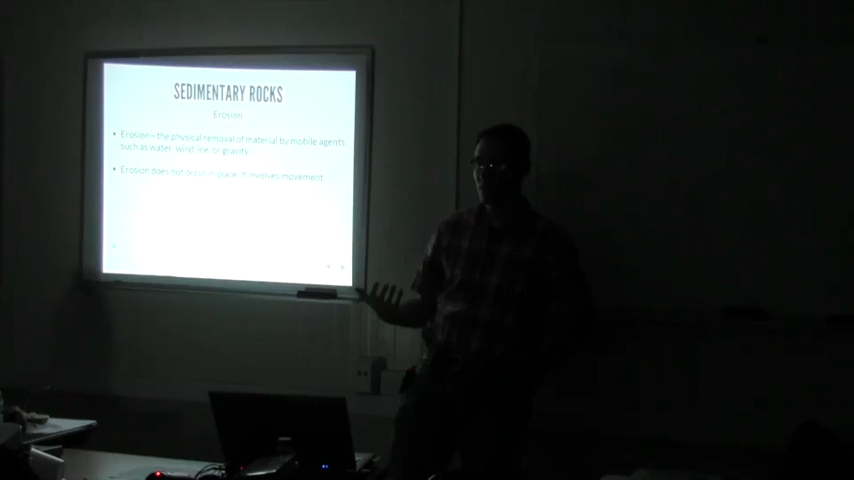 SEDIMENTARY ROCKS
Erosion
• Erosion – the physical removal of material by mobile agents
such as water, wind, ice, or gravity.
• Erosion does not occur in place; it involves movement.